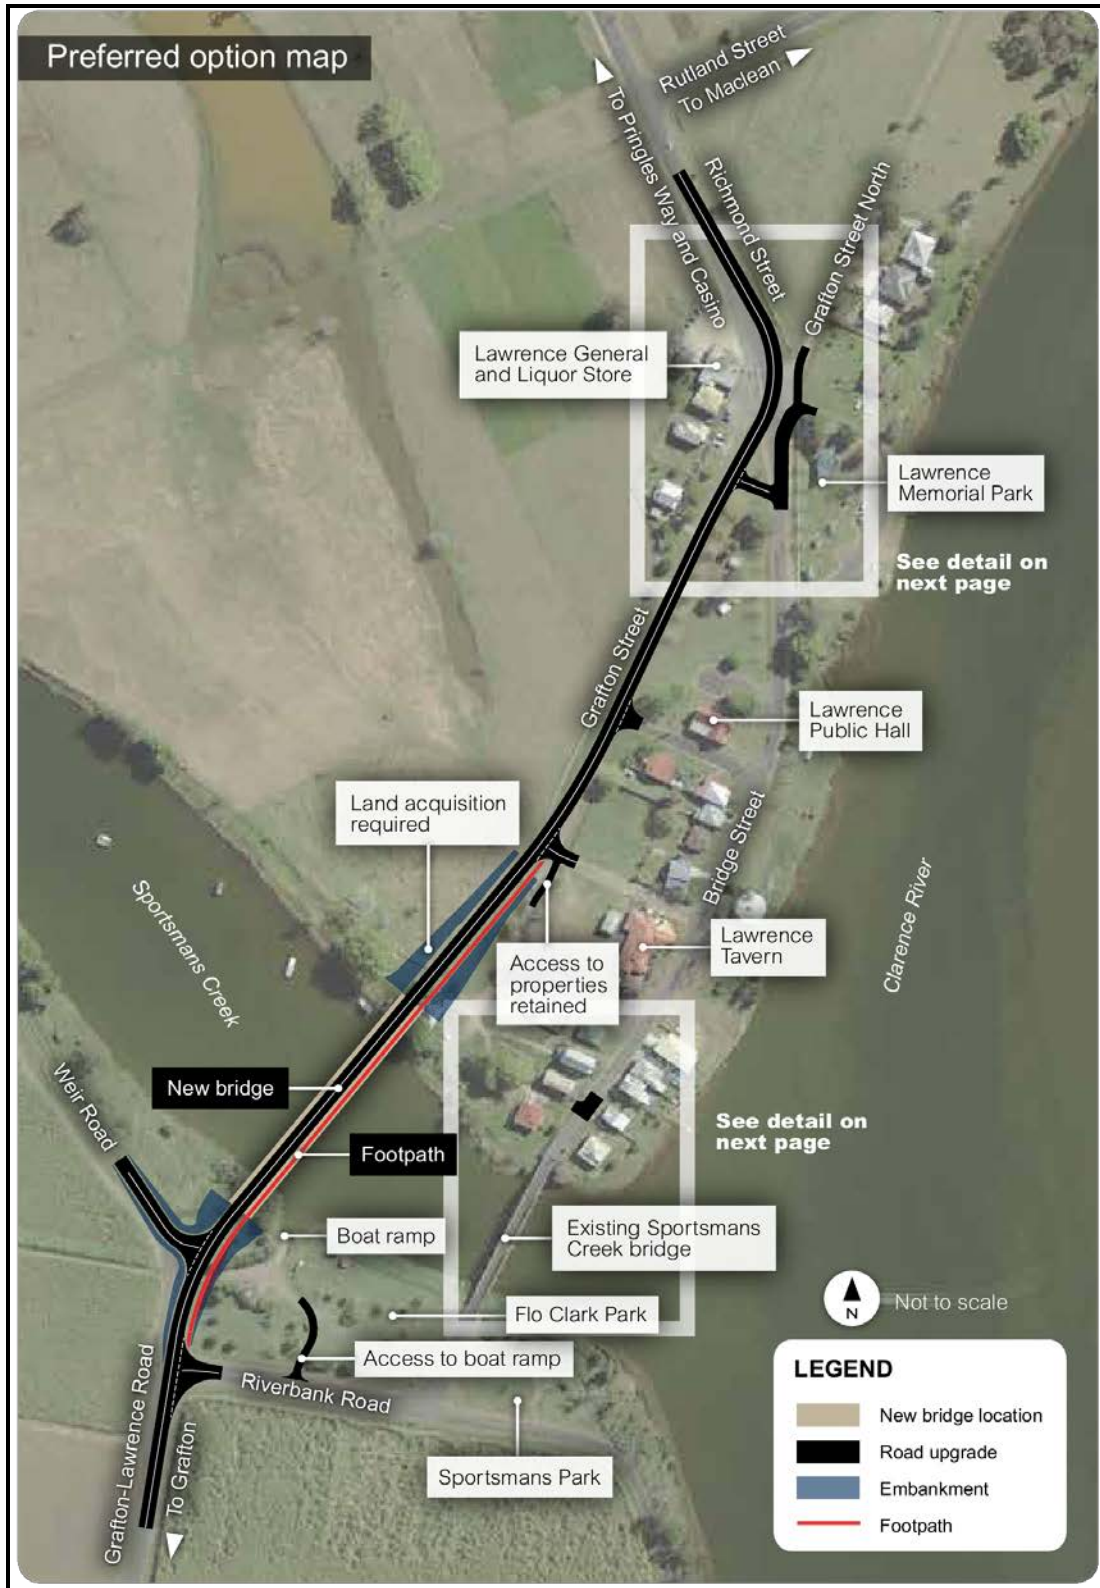 Preferred option map
Rutland Street
To Maclean
To Pringles Way and Casino
Richmond Street
Grafton Street North
Lawrence General
and Liquor Store
Lawrence
Memorial Park
See detail on
next page
Grafton Street
Lawrence
Public Hall
Land acquisition
required
Bridge Street
Sportsmans Creek
Clarence River
Lawrence
Tavern
Access to
properties
retained
Weir Road
New bridge
See detail on
next page
Footpath
Boat ramp
Existing Sportsmans
Creek bridge
Flo Clark Park
N
Not to scale
Access to boat ramp
Riverbank Road
Grafton-Lawrence Road
To Grafton
Sportsmans Park
LEGEND
New bridge location
Road upgrade
Embankment
Footpath